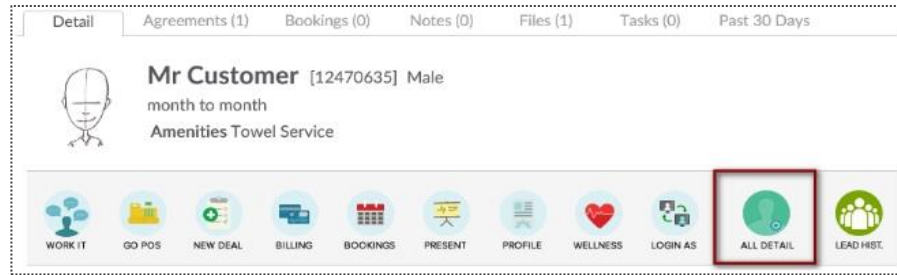 Detail Agreements (1) Bookings (0) Notes (0) Files (1) Tasks (0) Past 30 Days
Mr Customer [12470635] Male
month to month
Amenities Towel Service
WORK IT GO POS NEW DEAL BILLING BOOKINGS PRESENT PROFILE WELLNESS LOGIN AS ALL DETAIL LEAD HIST.